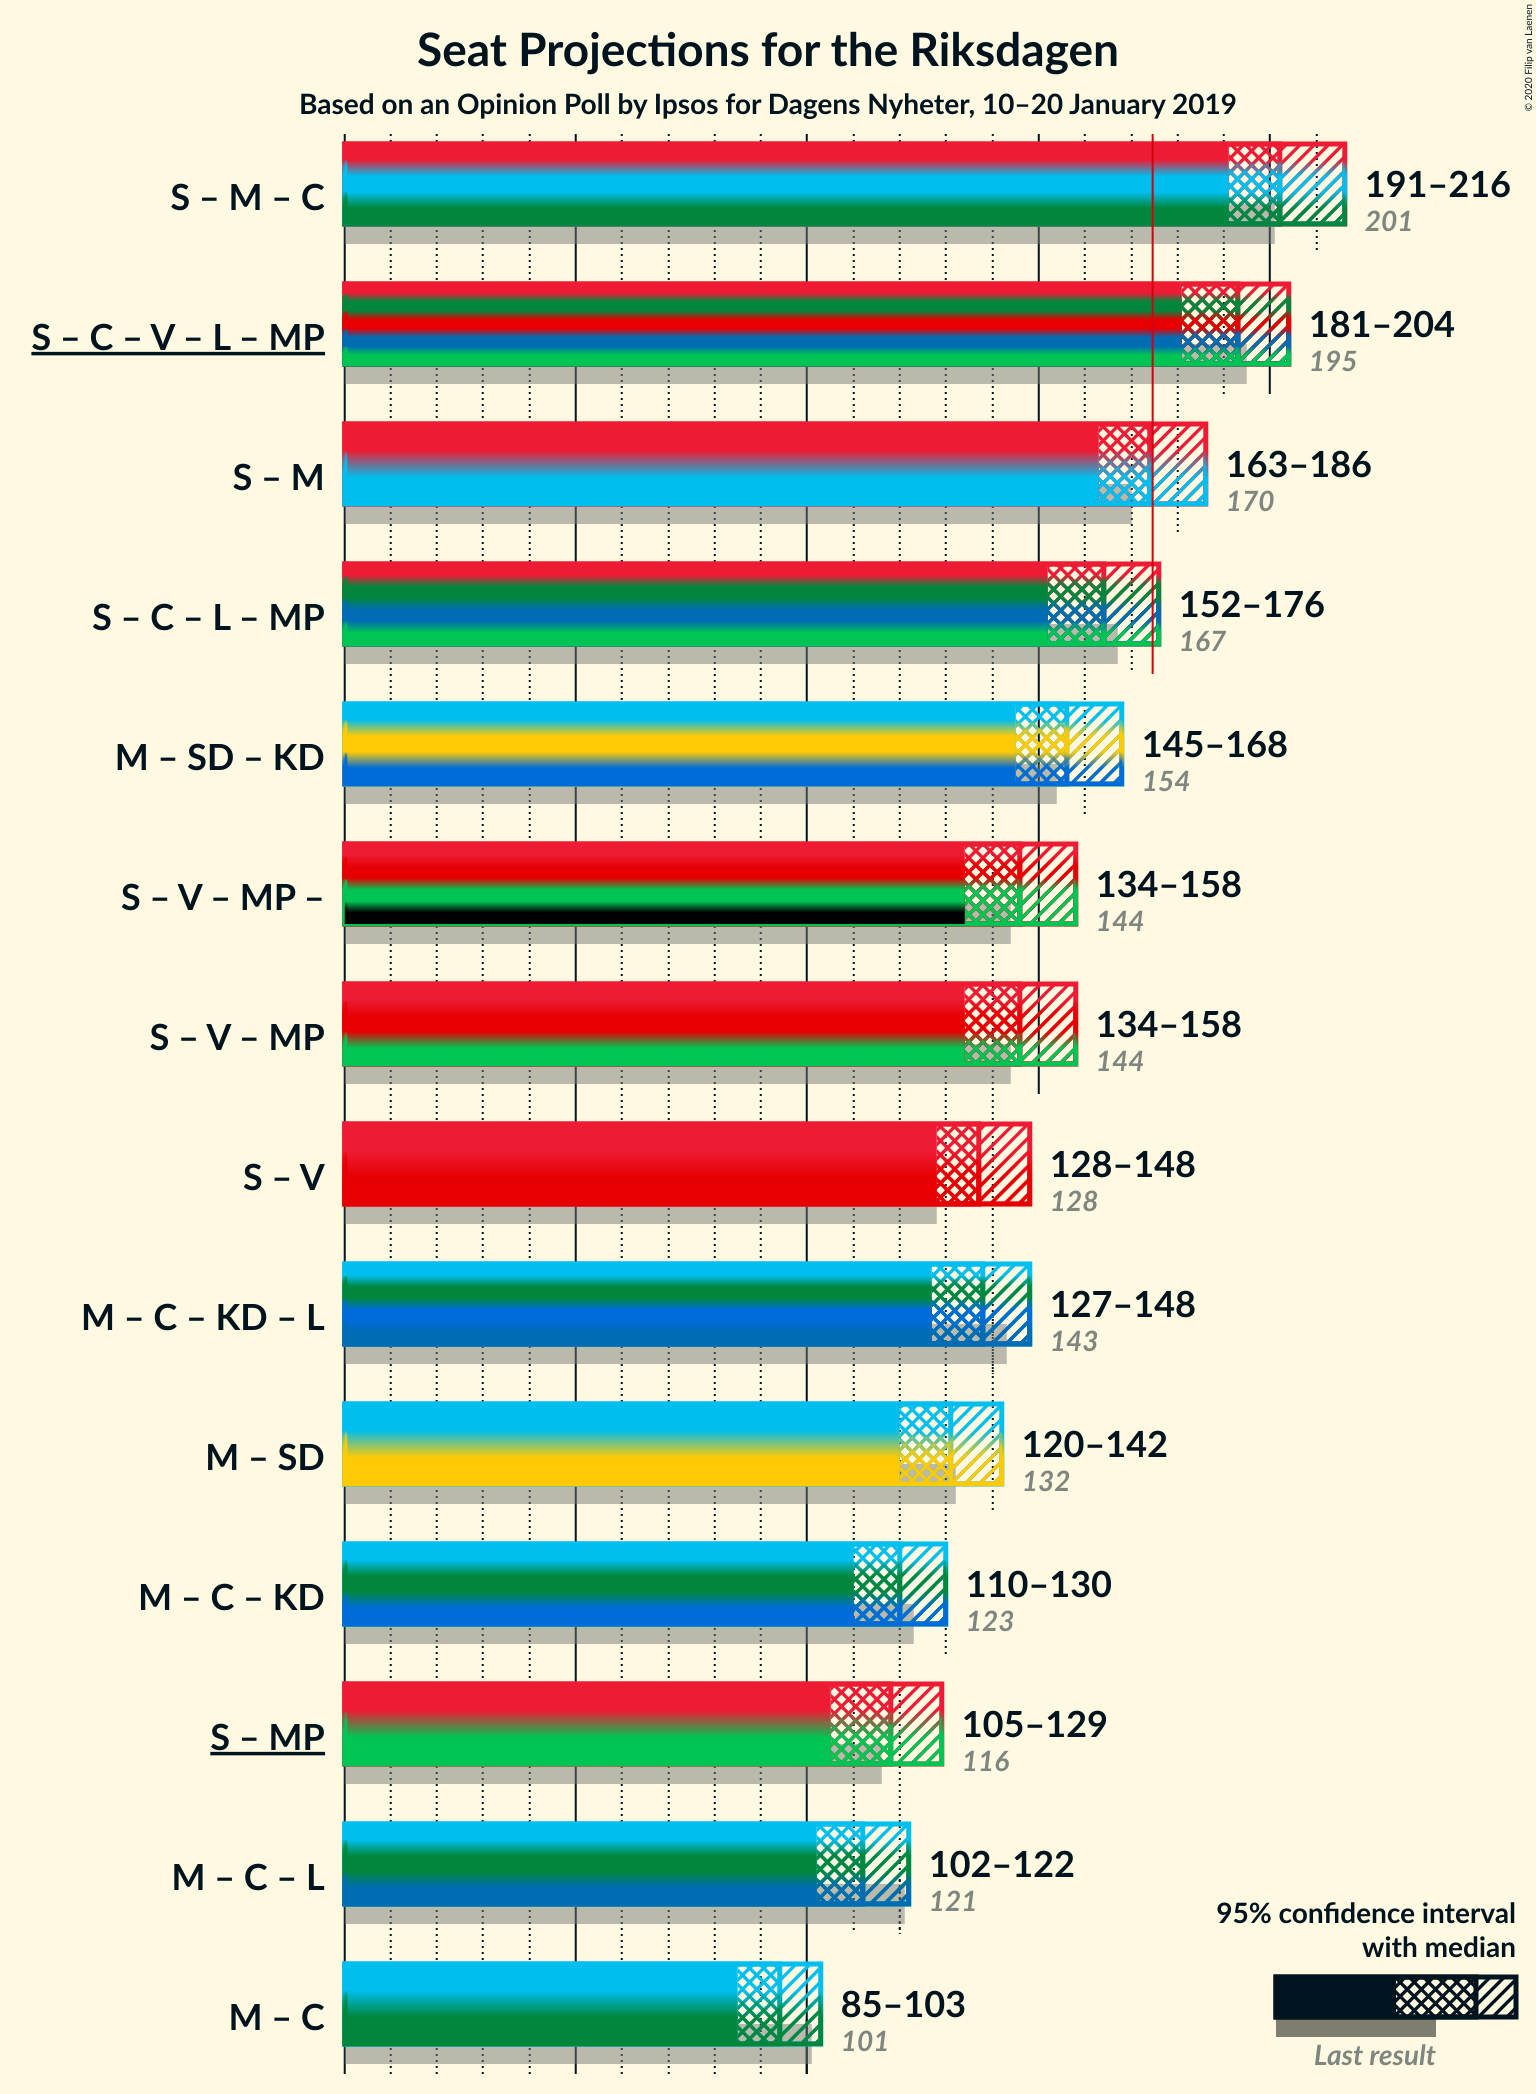 Seat Projections for the Riksdagen
Based on an Opinion Poll by Ipsos for Dagens Nyheter, 10–20 January 2019
© 2020 Filip van Laenen
S – M – C
191–216
201
S – C – V – L – MP
181–204
195
S – M
163–186
170
S – C – L – MP
152–176
167
M – SD – KD
145–168
154
S – V – MP –
134–158
144
S – V – MP
134–158
144
S – V
128–148
128
M – C – KD – L
127–148
143
M – SD
120–142
132
M – C – KD
110–130
123
S – MP
105–129
116
M – C – L
102–122
121
M – C
85–103
101
95% confidence interval
with median
Last result